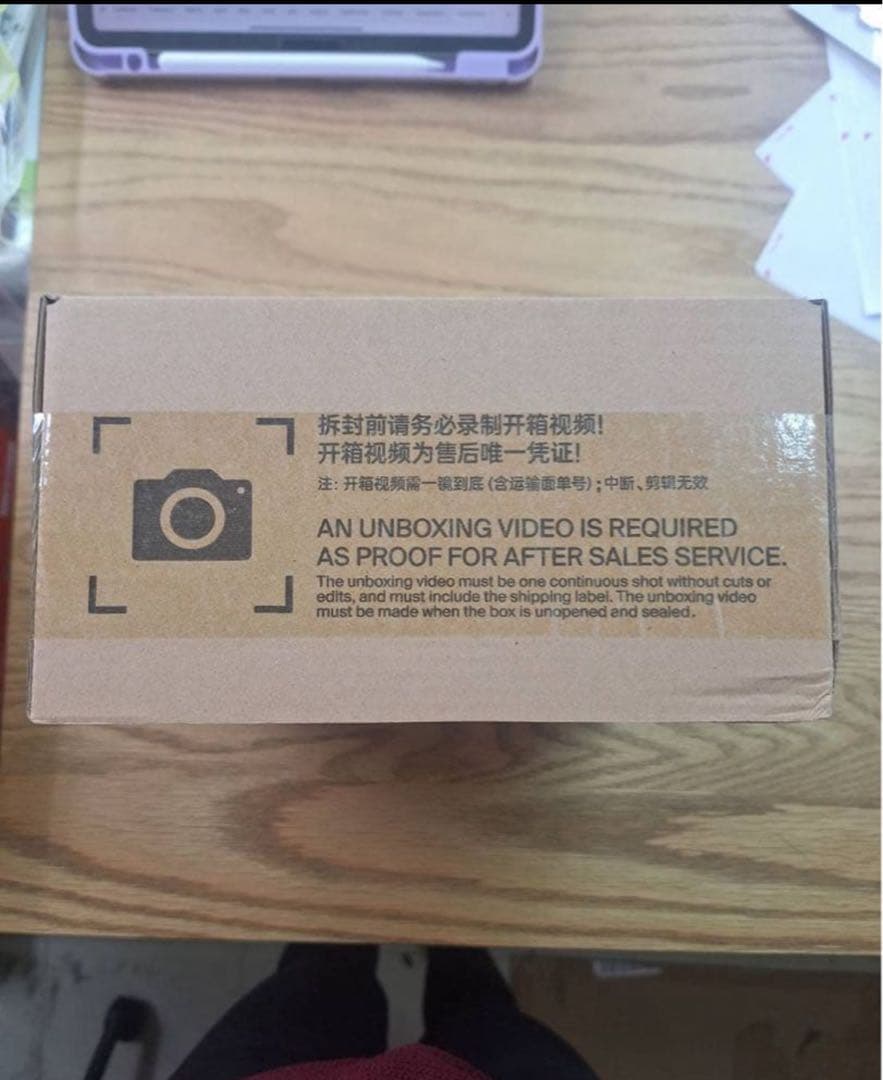 拆封前请务必录制开箱视频!
开箱视频为售后唯一凭证!
注: 开箱视频需一镜到底 (含运输面单号) ; 中断、剪辑无效
AN UNBOXING VIDEO IS REQUIRED
AS PROOF FOR AFTER SALES SERVICE.
The unboxing video must be one continuous shot without cuts or
edits, and must include the shipping label. The unboxing video
must be made when the box is unopened and sealed.